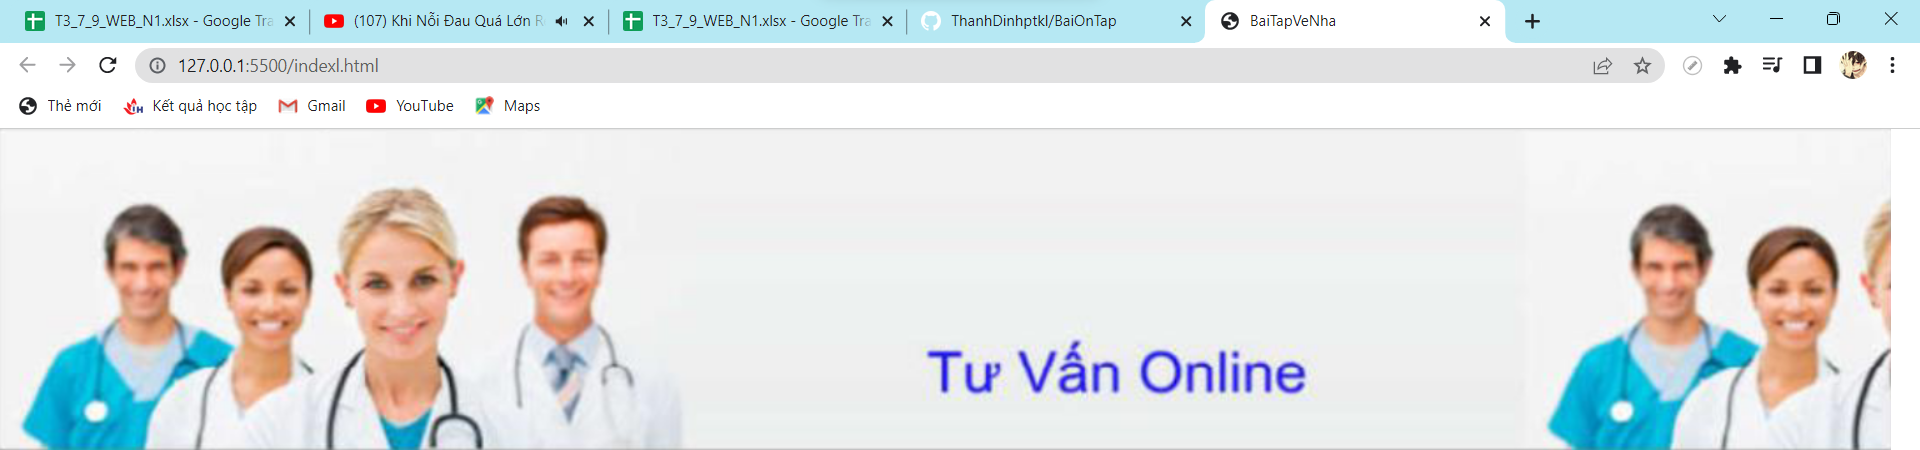 T3_7_9_WEB_N1.xlsx - Google Tra
(107) Khi Nỗi Đau Quá Lớn R
T3_7_9_WEB_N1.xlsx - Google Tra
ThanhDinhptkl/BaiOnTap
BaiTapVeNha
127.0.0.1:5500/indexl.html
Thẻ mới
Kết quả học tập
Gmail
YouTube
Maps
Tư Vấn Online